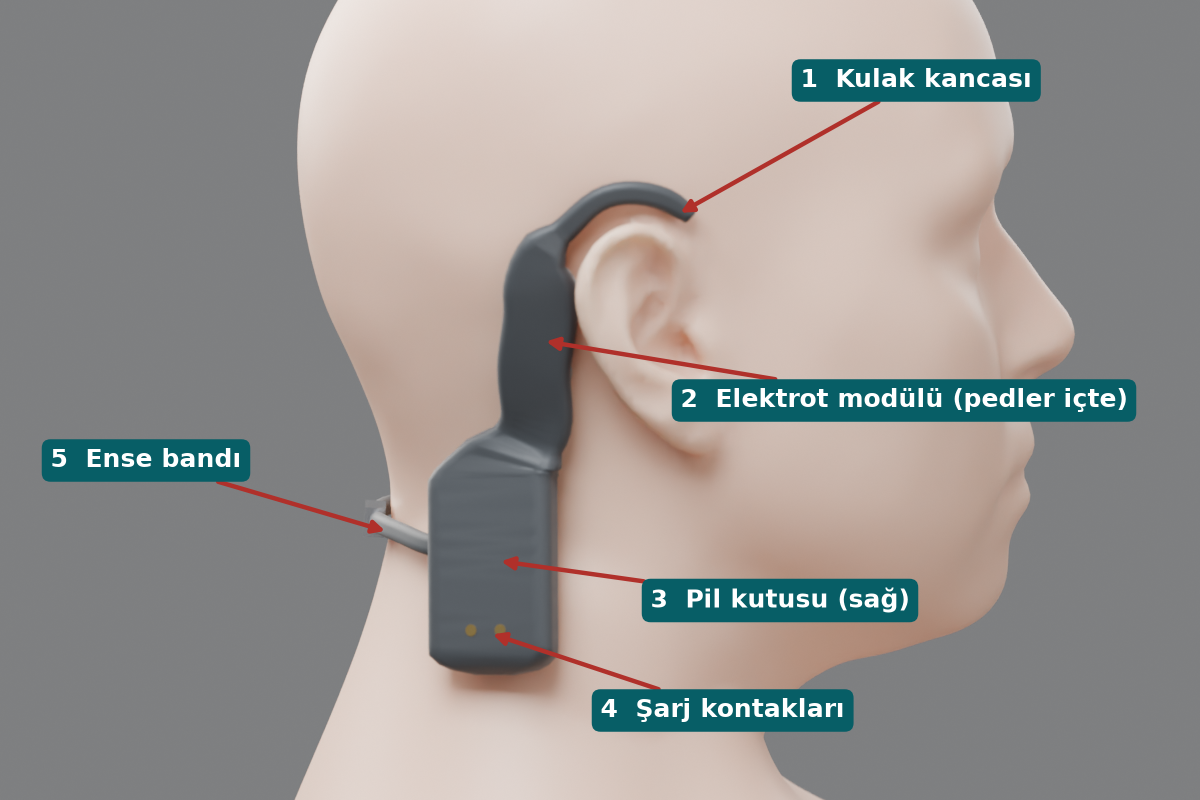 1 Kulak kancası
2 Elektrot modülü (pedler içte)
5 Ense bandı
3 Pil kutusu (sağ)
4 Şarj kontakları